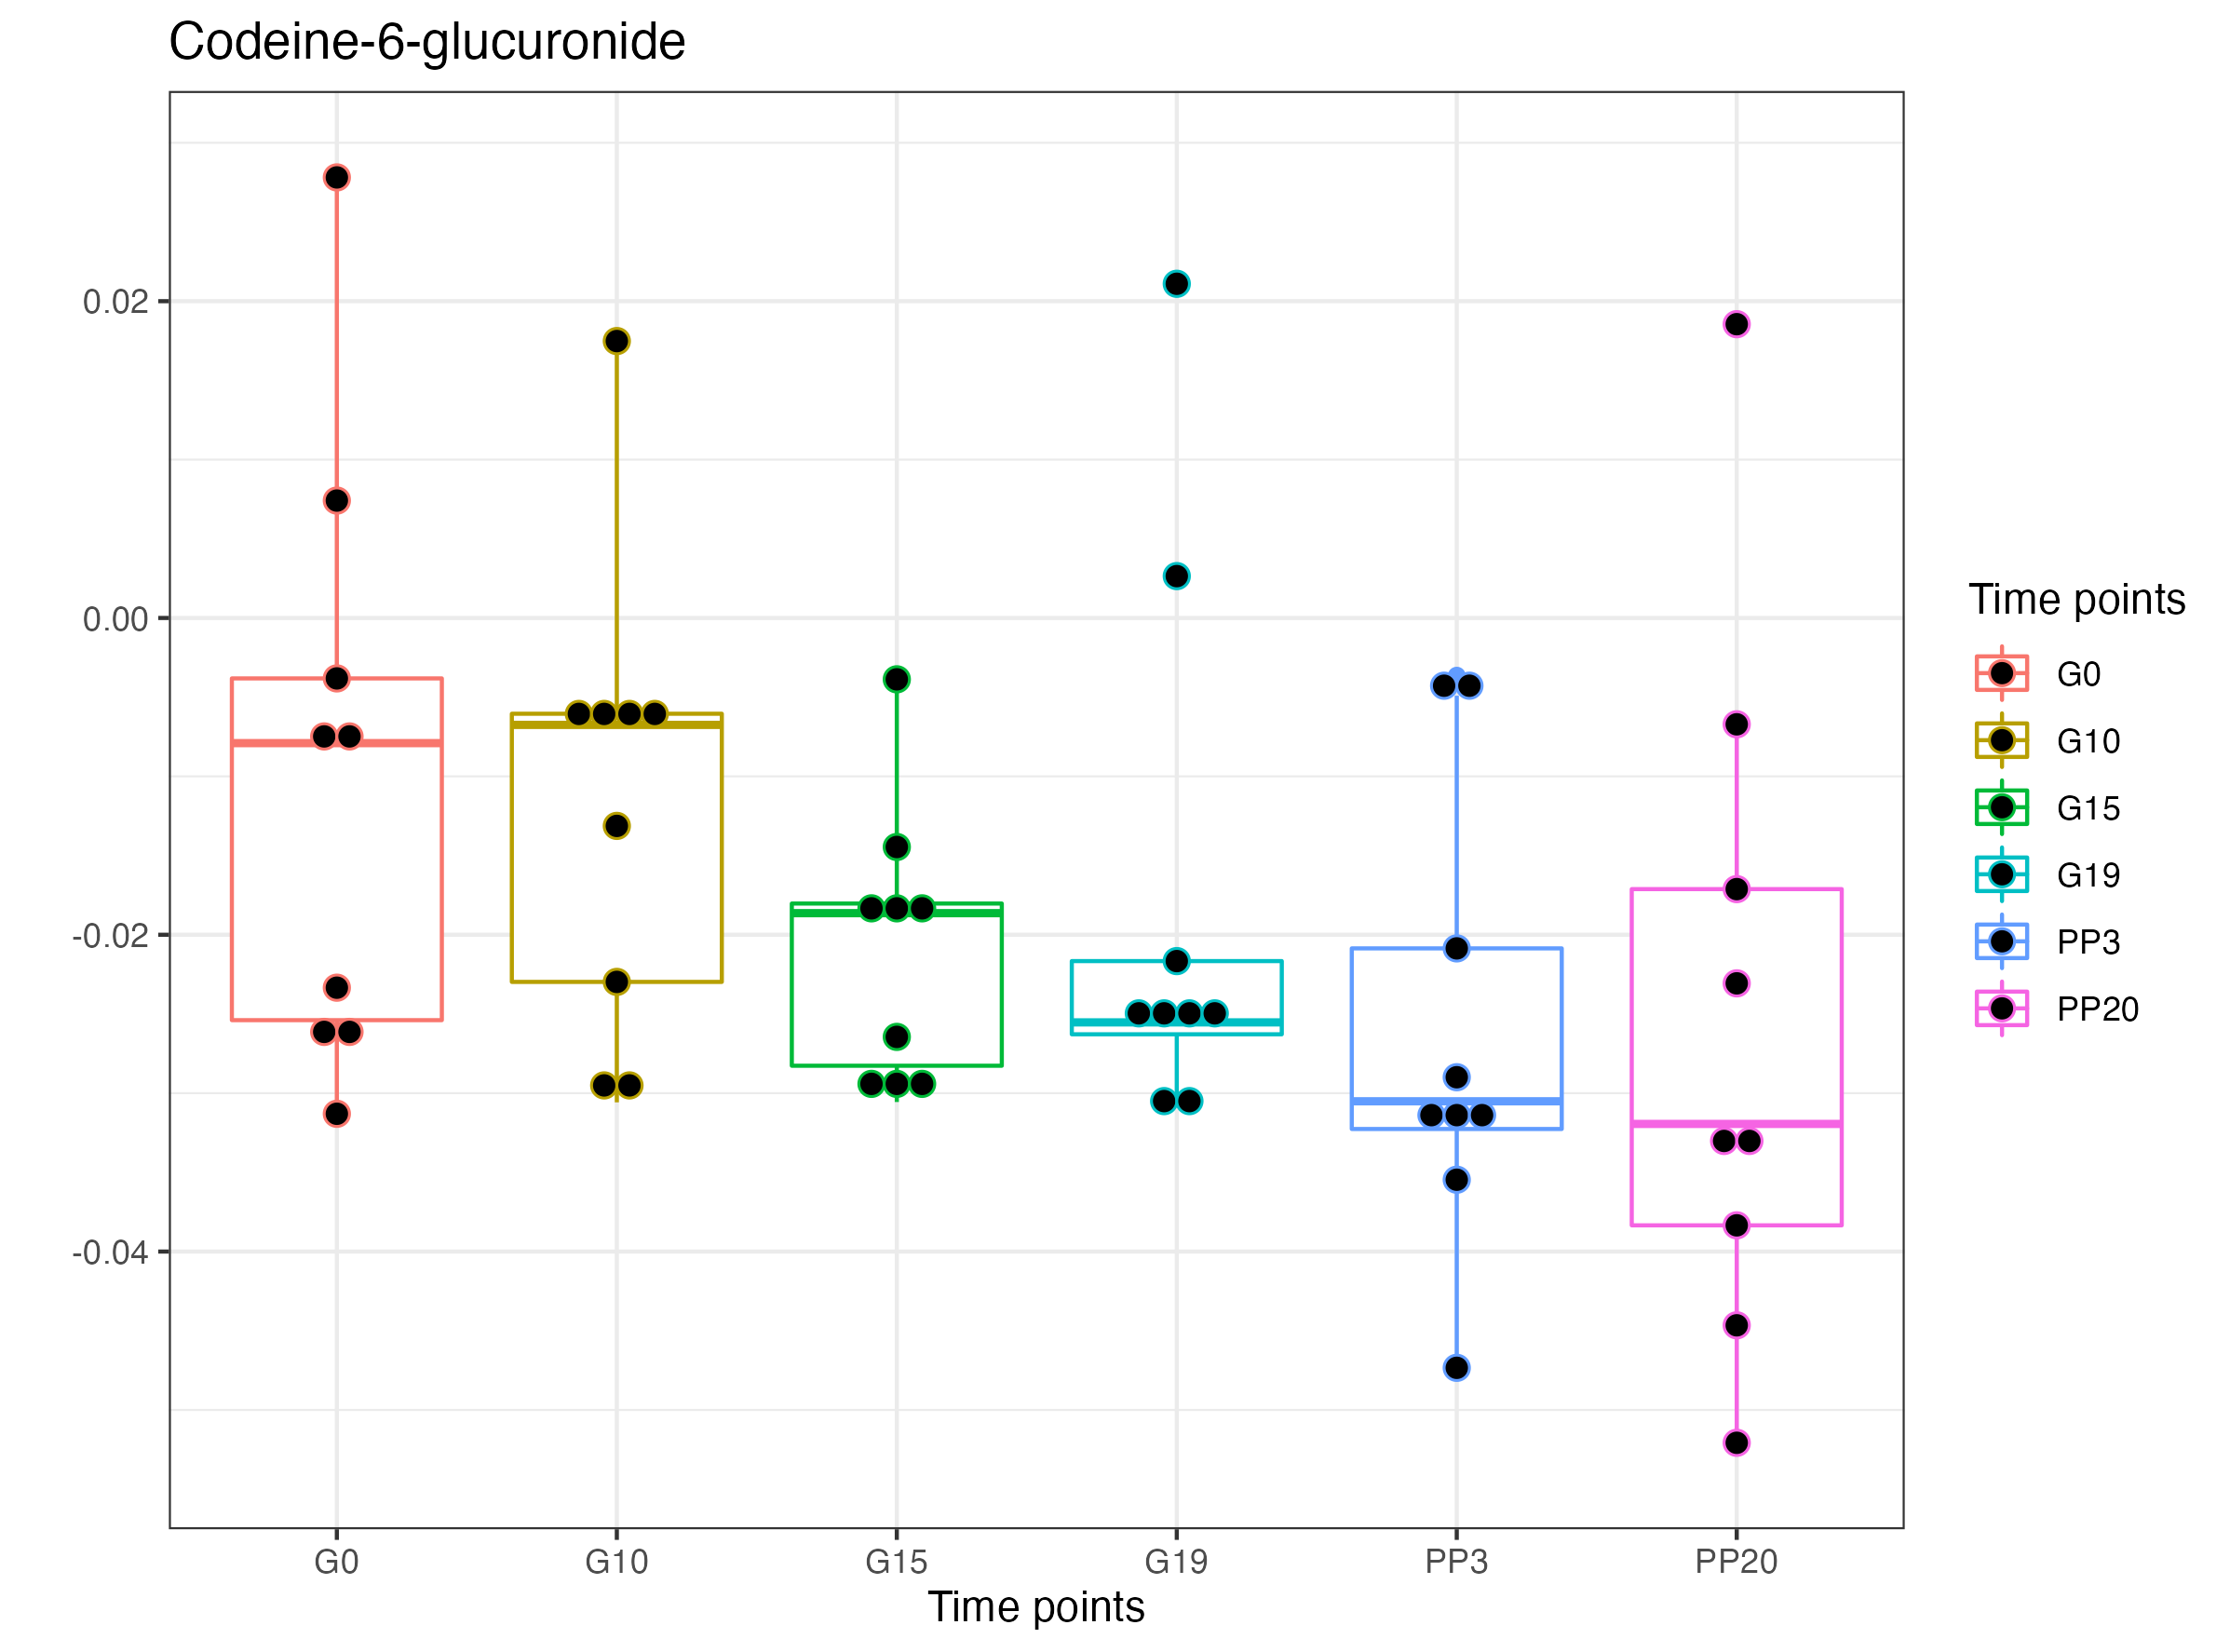 Codeine-6-glucuronide
0.02
0.00
-0.02
-0.04
G0 G10 G15 G19 PP3 PP20
Time points
Time points
G0
G10
G15
G19
PP3
PP20